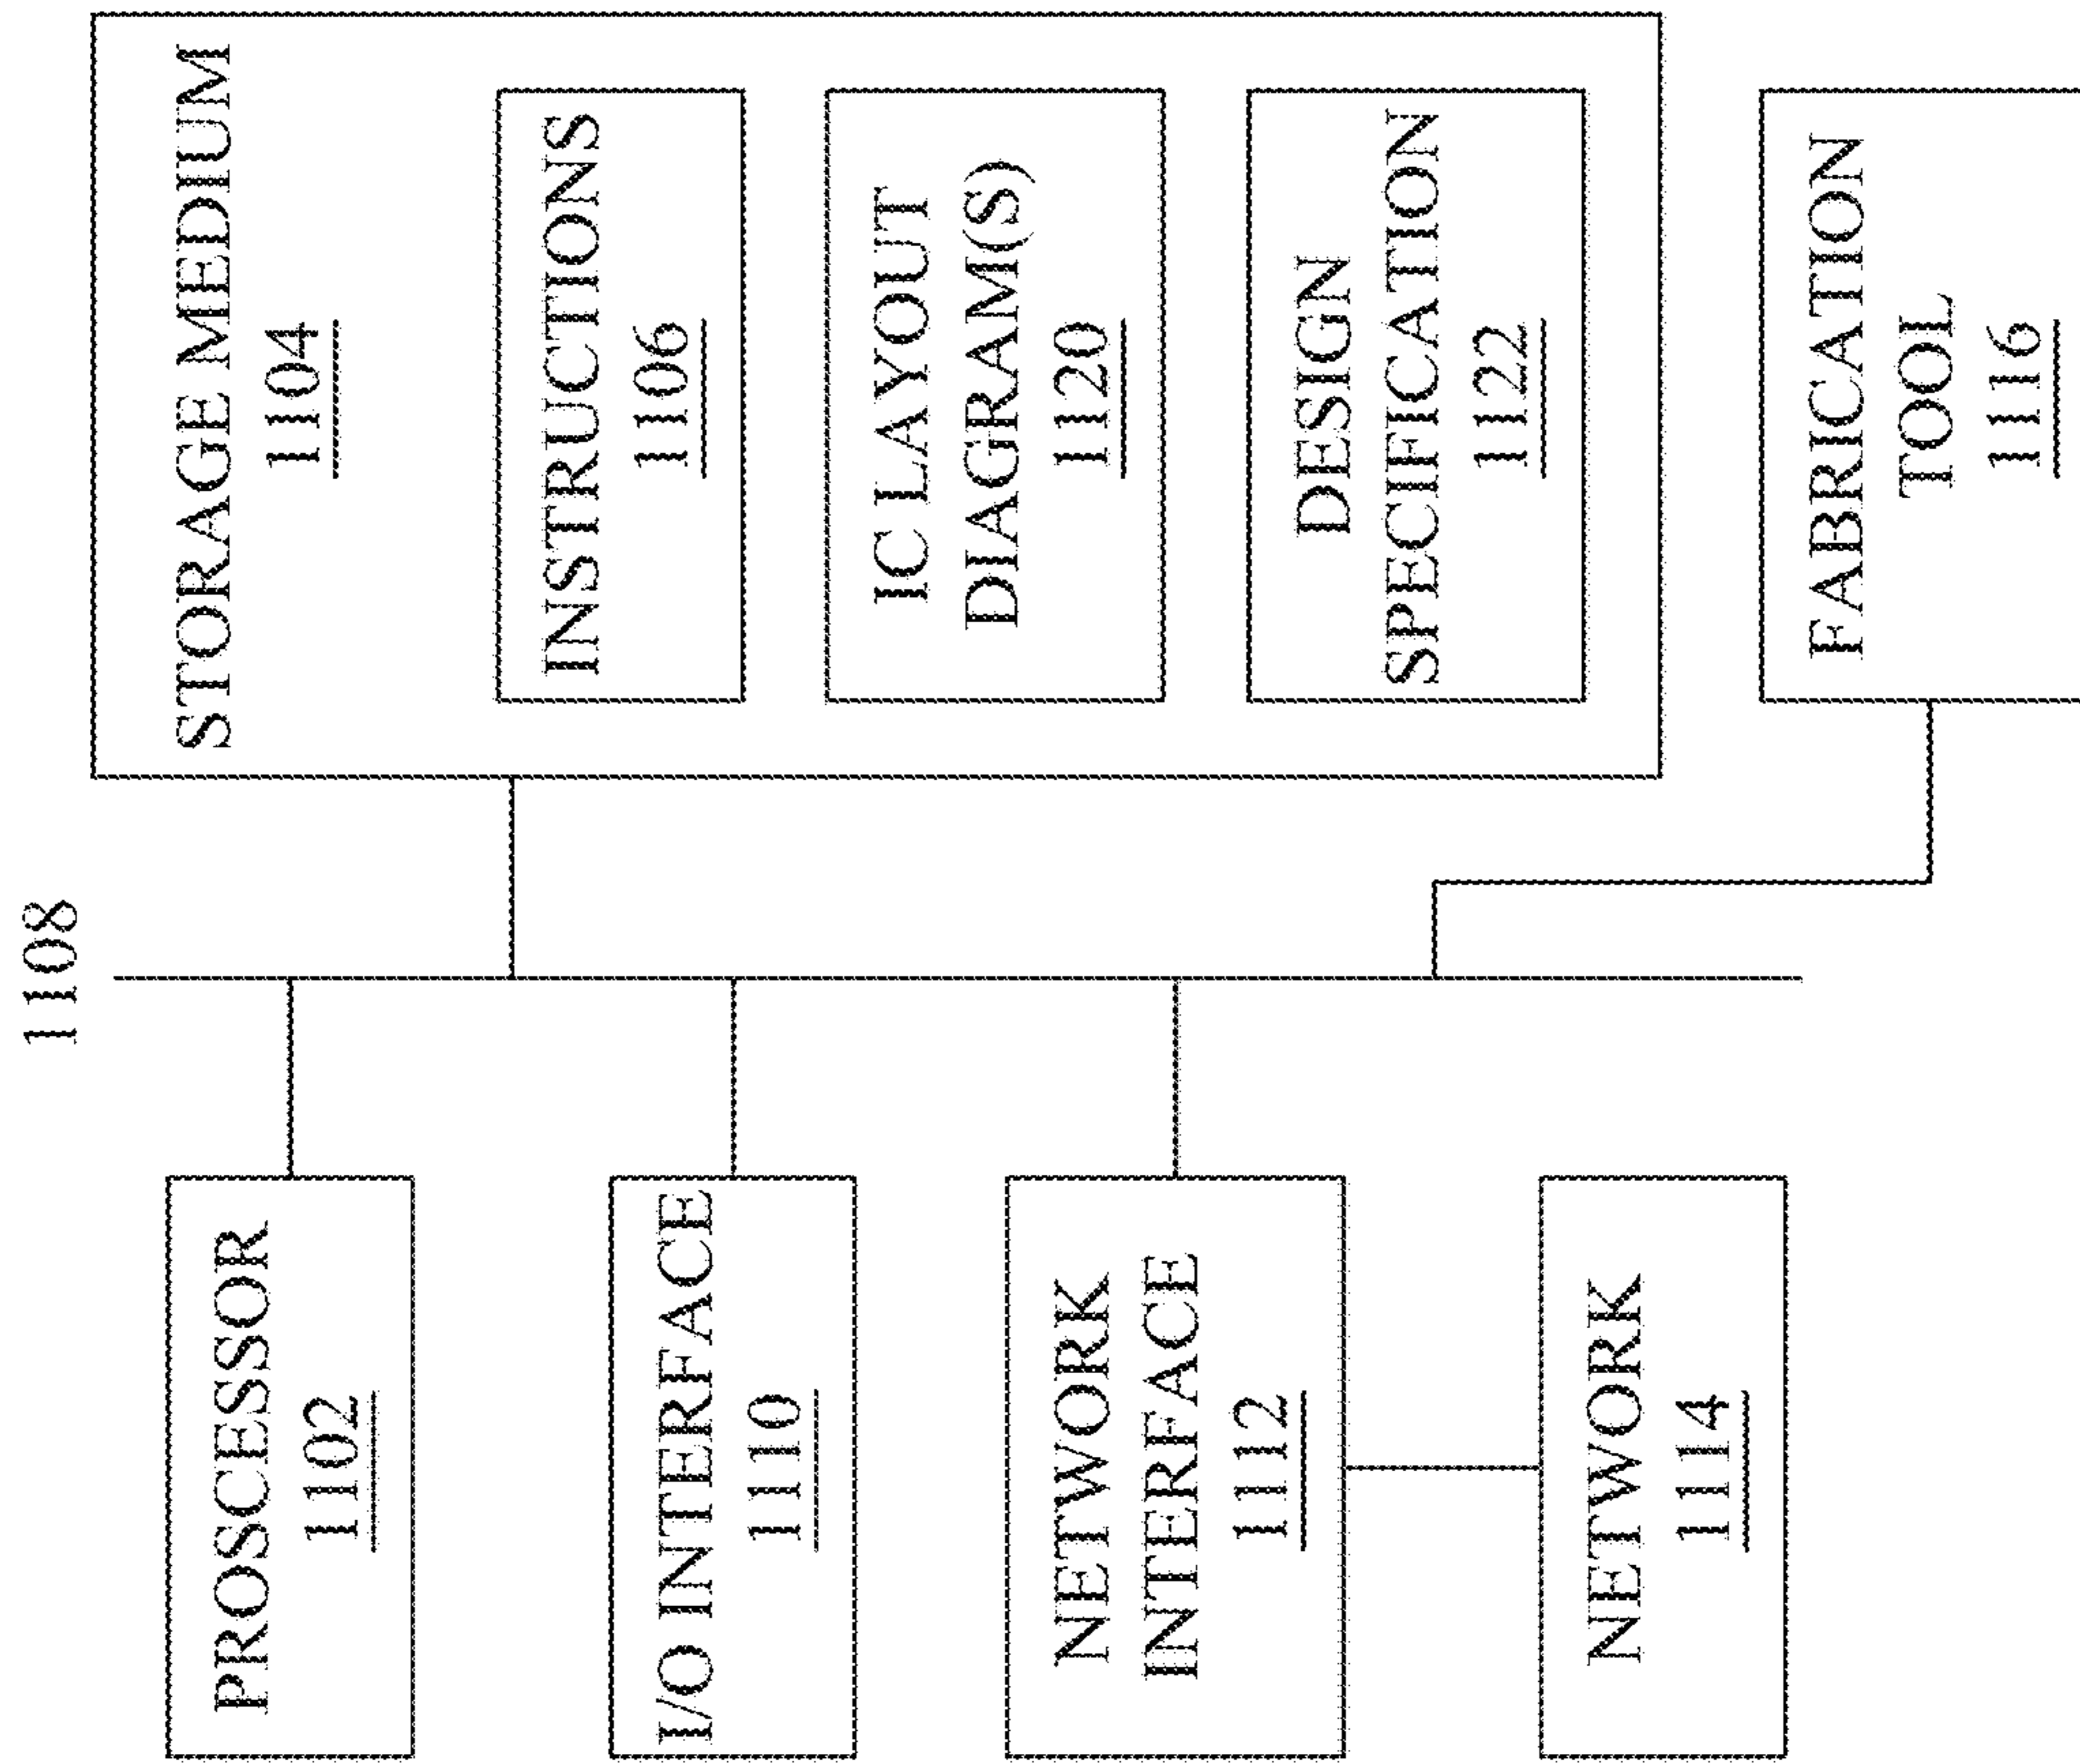 1108
STORAGE MEDIUM
1104
INSTRUCTIONS
1106
IC LAYOUT
DIAGRAM(S)
1120
DESIGN
SPECIFICATION
1122
FABRICATION
TOOL
1116
PROSCESSOR
1102
I/O INTERFACE
1110
NETWORK
INTERFACE
1112
NETWORK
1114